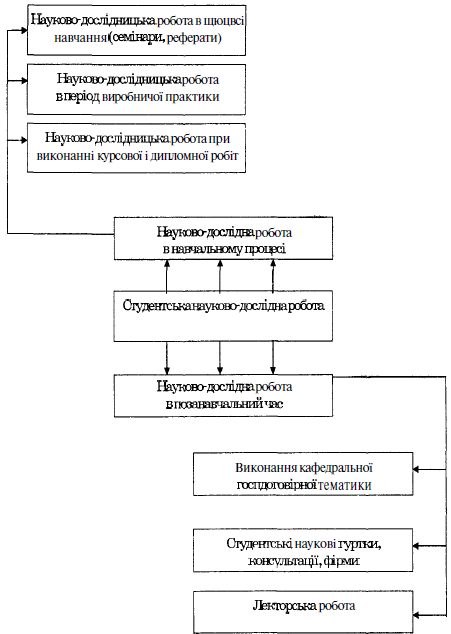 Науково-дослідницька робота в щюцвсі
навчання (семінари, реферати)
Науково-дослідницька робота
в період виробничої практики
Науково-дослідницька робота при
виконанні курсової і дипломної робіт
Науково-дослідна робота
в навчальному процесі
Студентська науково-дослідна робота
Науково-дослідна робота
в позанавчальний час
Виконання кафедральної
госпдоговірної тематики
Студентські наукові гуртки,
консультації, фірми
Лекторська робота